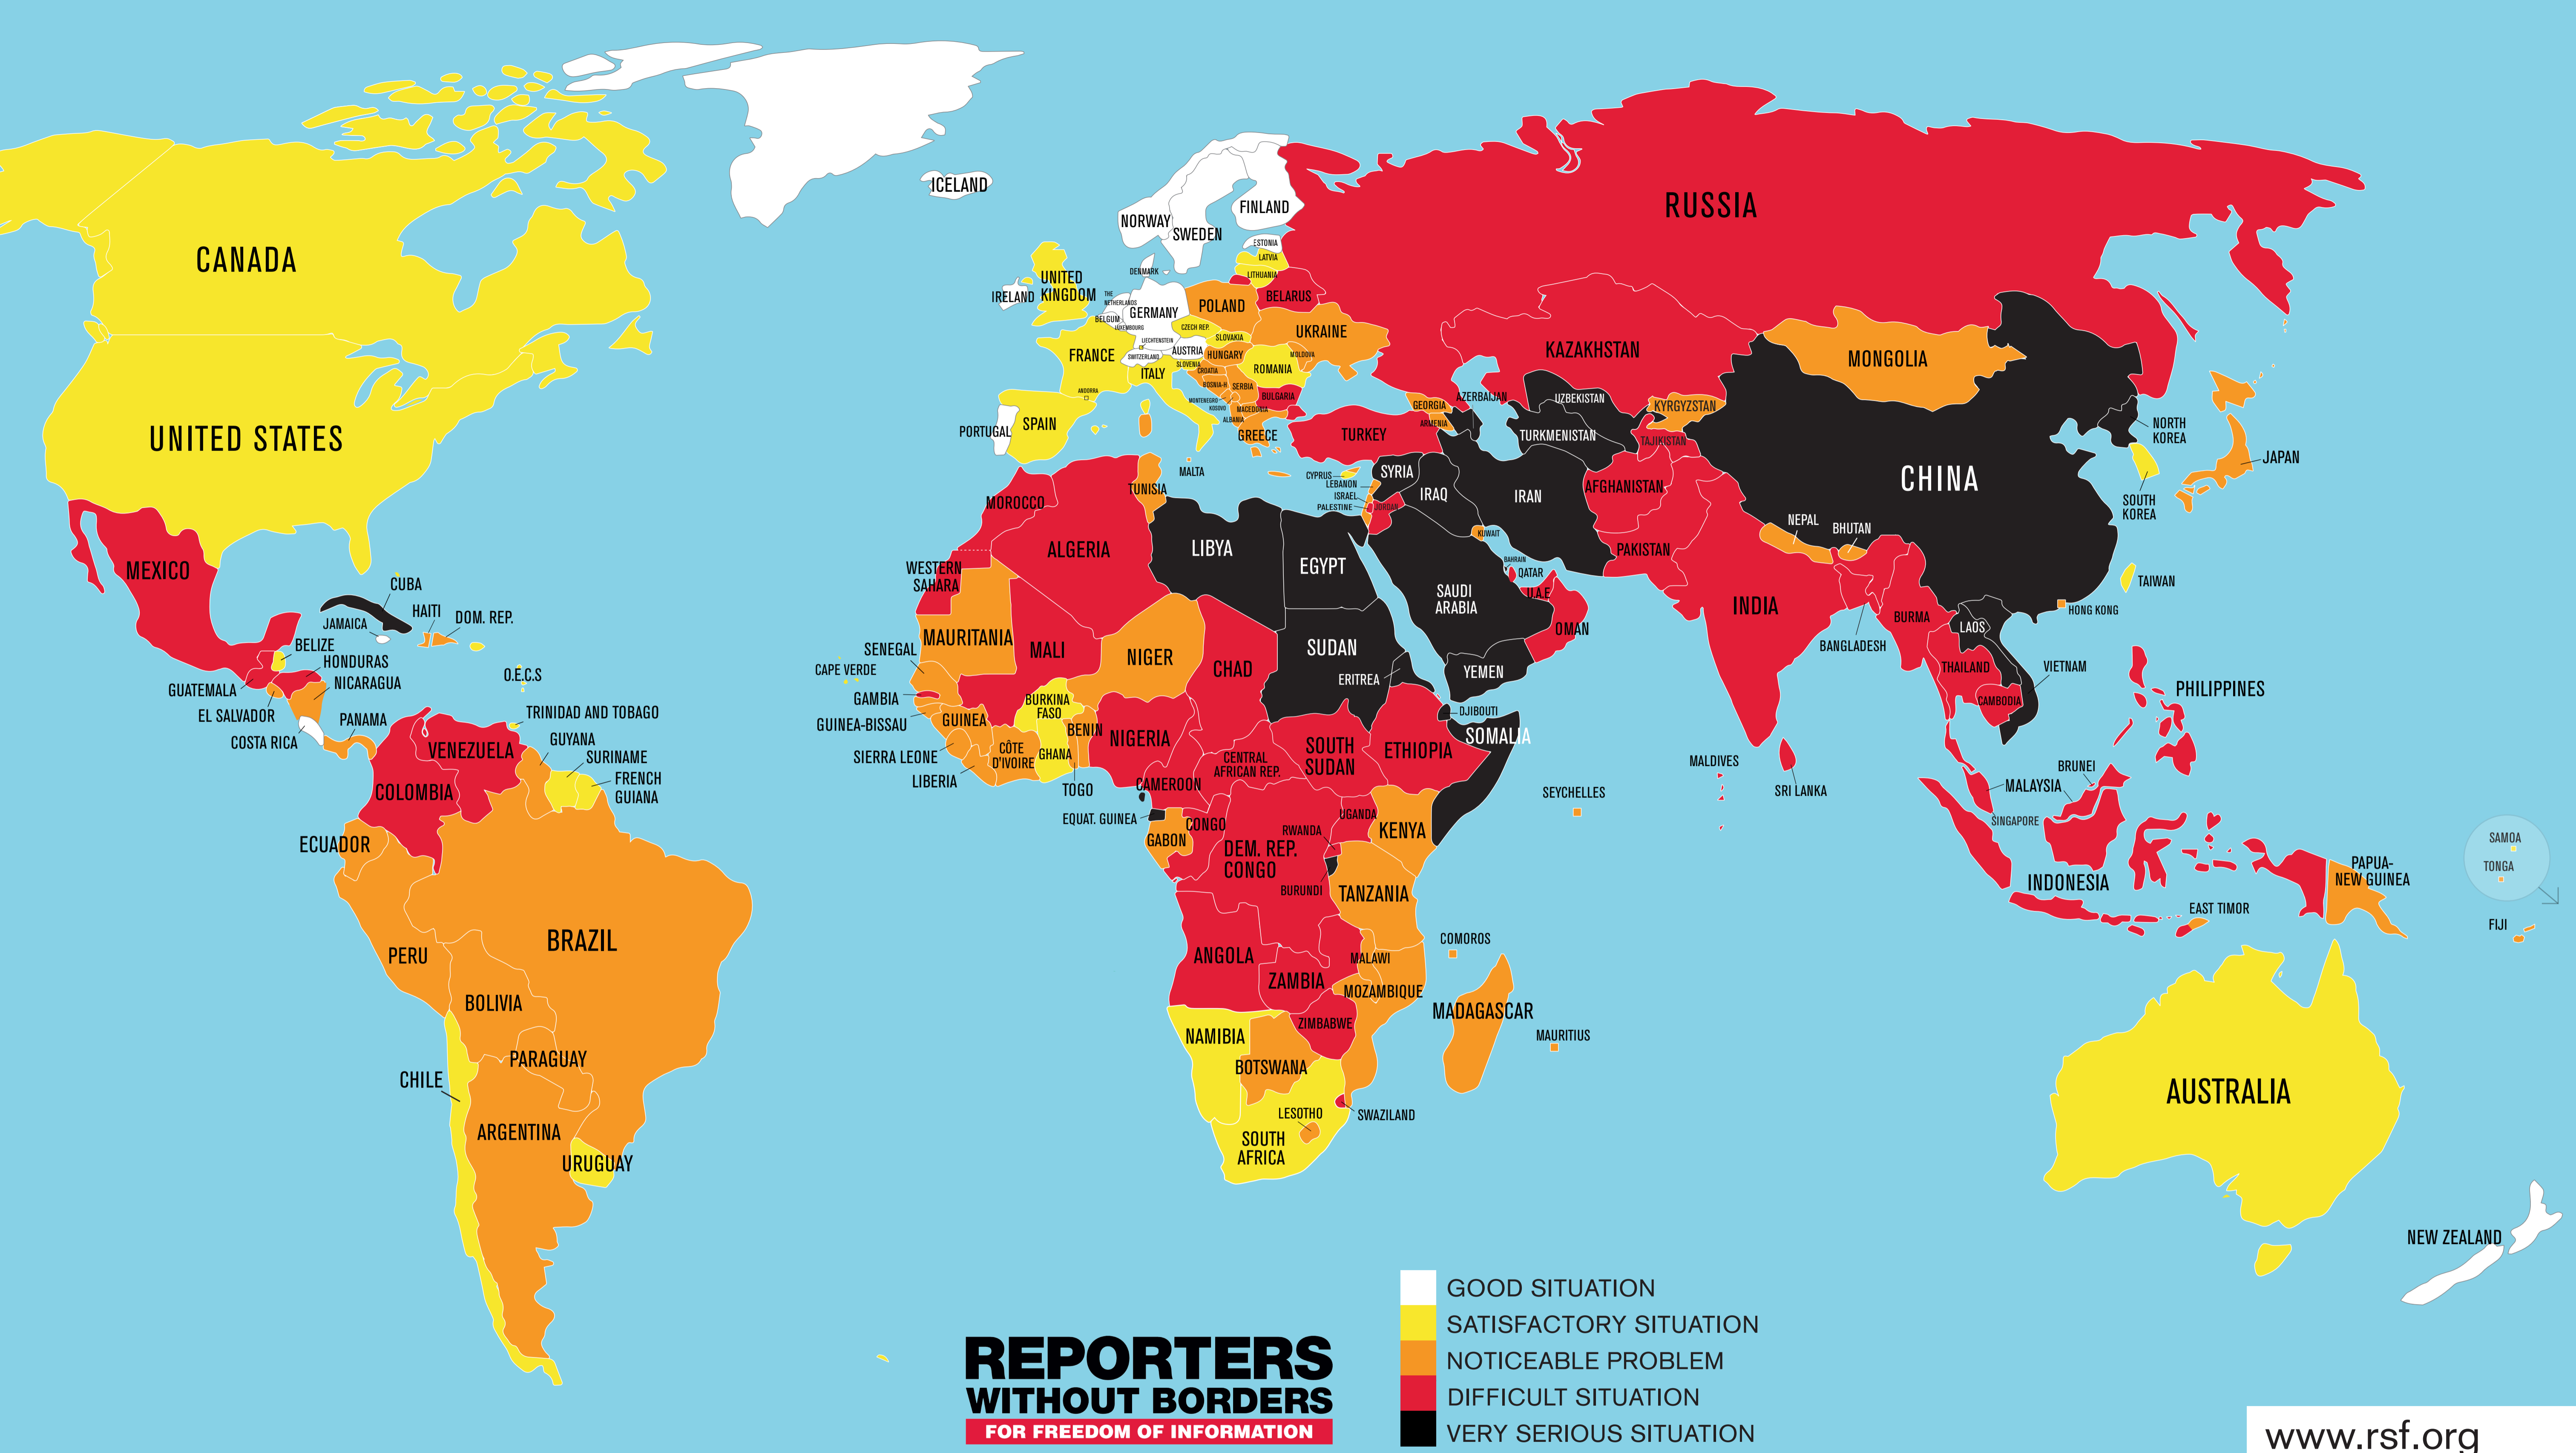 CANADA
UNITED STATES
MEXICO
CUBA
HAITI
DOM. REP.
JAMAICA
BELIZE
HONDURAS
NICARAGUA
GUATEMALA
EL SALVADOR
COSTA RICA
PANAMA
O.E.C.S
TRINIDAD AND TOBAGO
GUYANA
SURINAME
FRENCH
GUIANA
VENEZUELA
COLOMBIA
ECUADOR
PERU
BRAZIL
BOLIVIA
PARAGUAY
CHILE
ARGENTINA
URUGUAY
ICELAND
NORWAY
SWEDEN
FINLAND
ESTONIA
LATVIA
LITHUANIA
DENMARK
UNITED
KINGDOM
IRELAND
THE
NETHERLANDS
BELGUM
LUXEMBOURG
GERMANY
POLAND
BELARUS
UKRAINE
CZECH REP.
SLOVAKIA
LIECHTENSTEIN
SWITZERLAND
AUSTRIA
HUNGARY
MOLDOVA
FRANCE
ITALY
SLOVENIA
CROATIA
ROMANIA
BOSNIA-H.
SERBIA
BULGARIA
MONTENEGRO
KOSOVO
MACEDONIA
ALBANIA
GREECE
ANDORRA
SPAIN
PORTUGAL
MALTA
CYPRUS
TURKEY
GEORGIA
ARMENIA
AZERBAIJAN
RUSSIA
KAZAKHSTAN
UZBEKISTAN
TURKMENISTAN
KYRGYZSTAN
TAJIKISTAN
MONGOLIA
CHINA
NORTH
KOREA
SOUTH
KOREA
JAPAN
TAIWAN
HONG KONG
SYRIA
LEBANON
ISRAEL
PALESTINE
JORDAN
IRAQ
IRAN
KUWAIT
BAHRAIN
QATAR
U.A.E
SAUDI
ARABIA
OMAN
YEMEN
AFGHANISTAN
PAKISTAN
NEPAL
BHUTAN
INDIA
BANGLADESH
BURMA
LAOS
THAILAND
VIETNAM
CAMBODIA
PHILIPPINES
MALDIVES
SRI LANKA
BRUNEI
MALAYSIA
SINGAPORE
INDONESIA
EAST TIMOR
PAPUA-
NEW GUINEA
SAMOA
TONGA
FIJI
AUSTRALIA
NEW ZEALAND
MOROCCO
TUNISIA
ALGERIA
LIBYA
EGYPT
WESTERN
SAHARA
MAURITANIA
MALI
NIGER
CHAD
SUDAN
ERITREA
DJIBOUTI
SOMALIA
ETHIOPIA
SOUTH
SUDAN
CENTRAL
AFRICAN REP.
SENEGAL
CAPE VERDE
GAMBIA
GUINEA-BISSAU
GUINEA
SIERRA LEONE
LIBERIA
CÔTE
D'IVOIRE
BURKINA
FASO
GHANA
TOGO
BENIN
NIGERIA
CAMEROON
EQUAT. GUINEA
GABON
CONGO
DEM. REP.
CONGO
UGANDA
RWANDA
BURUNDI
KENYA
TANZANIA
SEYCHELLES
COMOROS
ANGOLA
ZAMBIA
MALAWI
MOZAMBIQUE
MADAGASCAR
MAURITIUS
ZIMBABWE
NAMIBIA
BOTSWANA
SWAZILAND
LESOTHO
SOUTH
AFRICA
REPORTERS
WITHOUT BORDERS
FOR FREEDOM OF INFORMATION
GOOD SITUATION
SATISFACTORY SITUATION
NOTICEABLE PROBLEM
DIFFICULT SITUATION
VERY SERIOUS SITUATION
www.rsf.org